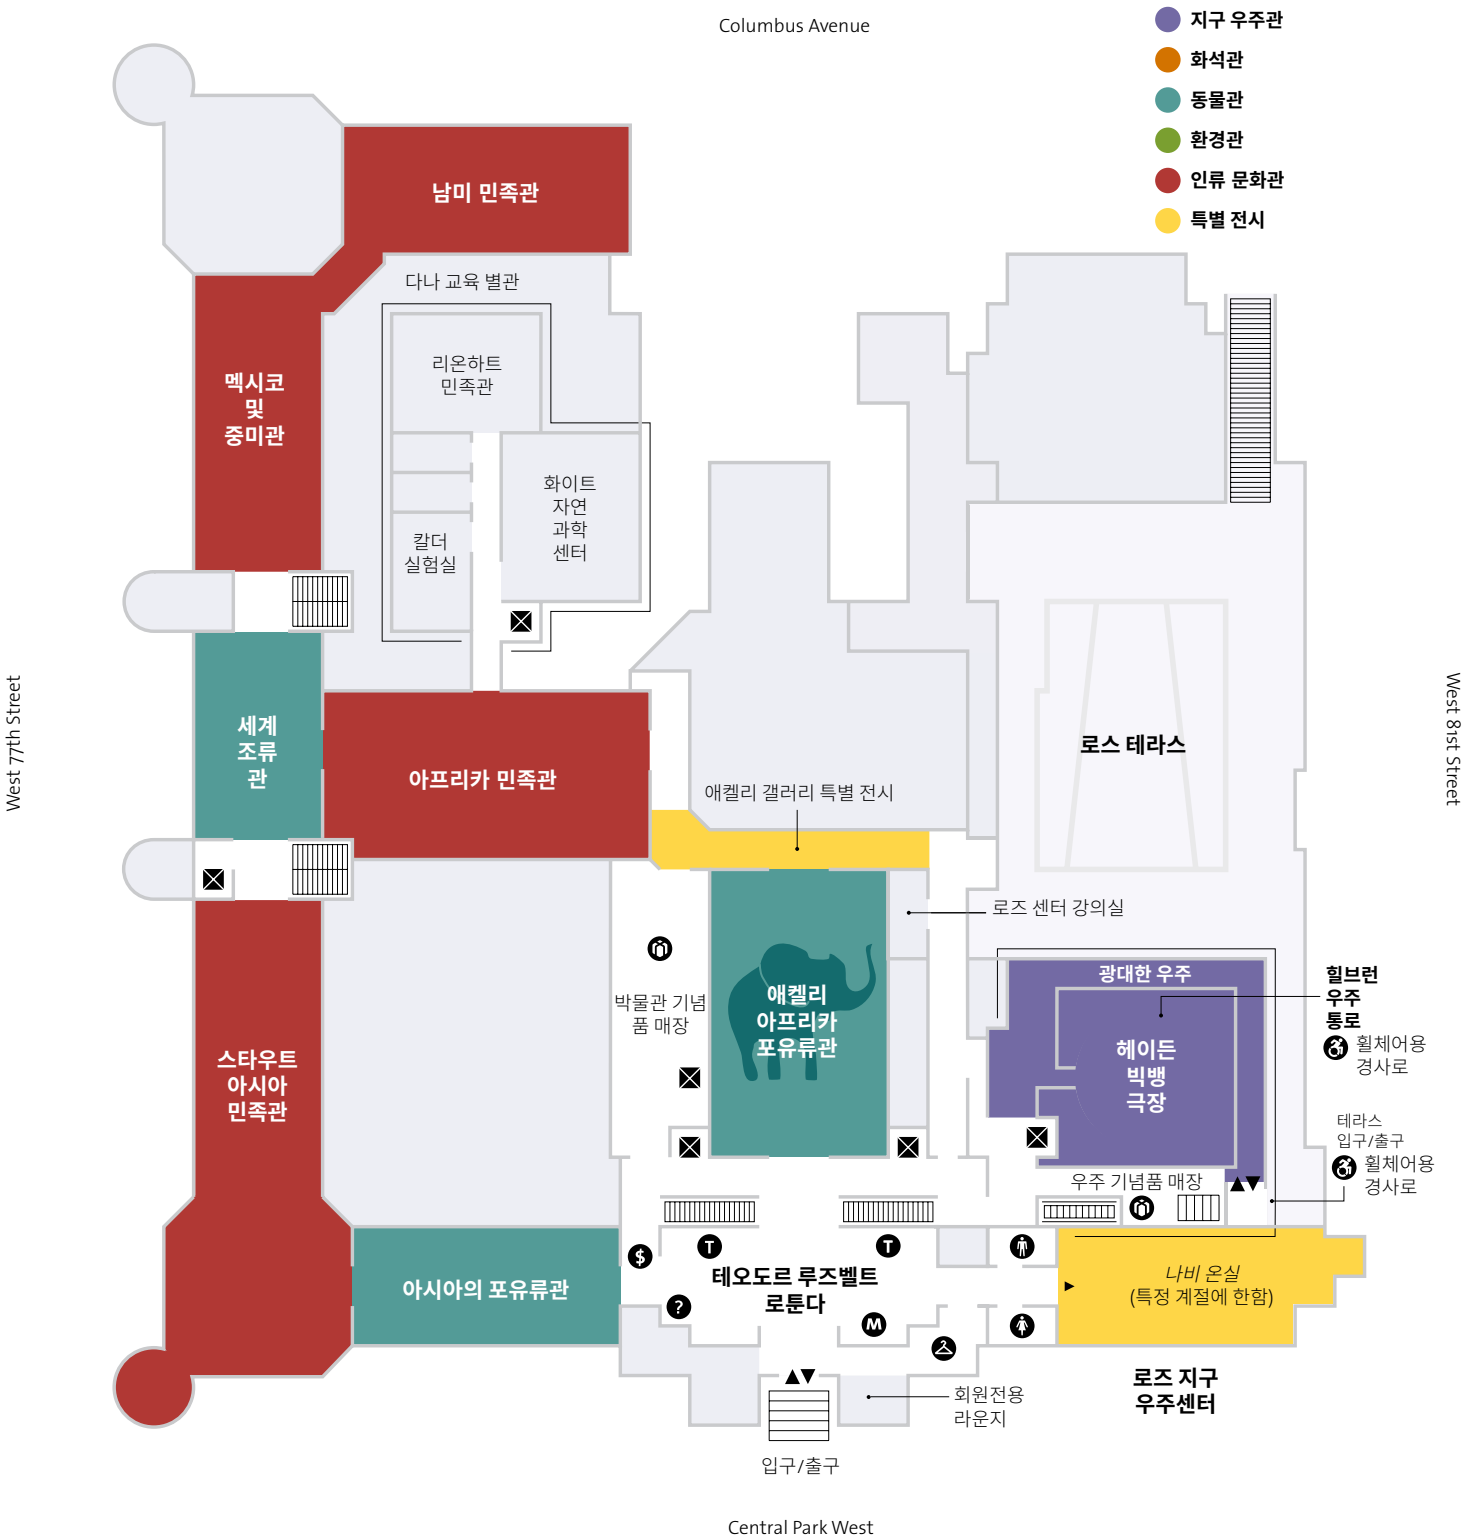 Columbus Avenue
지구 우주관
화석관
동물관
환경관
인류 문화관
특별 전시
남미 민족관
다나 교육 별관
리온하트
민족관
멕시코
및
중미관
화이트
자연
과학
센터
칼더
실험실
West 77th Street
West 81st Street
세계
조류
관
아프리카 민족관
로스 테라스
애켈리 갤러리 특별 전시
로즈 센터 강의실
박물관 기념
품 매장
애켈리
아프리카
포유류관
광대한 우주
힐브런
우주
통로
휠체어용
경사로
헤이든
빅뱅
극장
스타우트
아시아
민족관
테라스
입구/출구
휠체어용
경사로
우주 기념품 매장
$
T
T
?
M
아시아의 포유류관
테오도르 루즈벨트
로툰다
나비 온실
(특정 계절에 한함)
로즈 지구
우주센터
회원전용
라운지
입구/출구
Central Park West